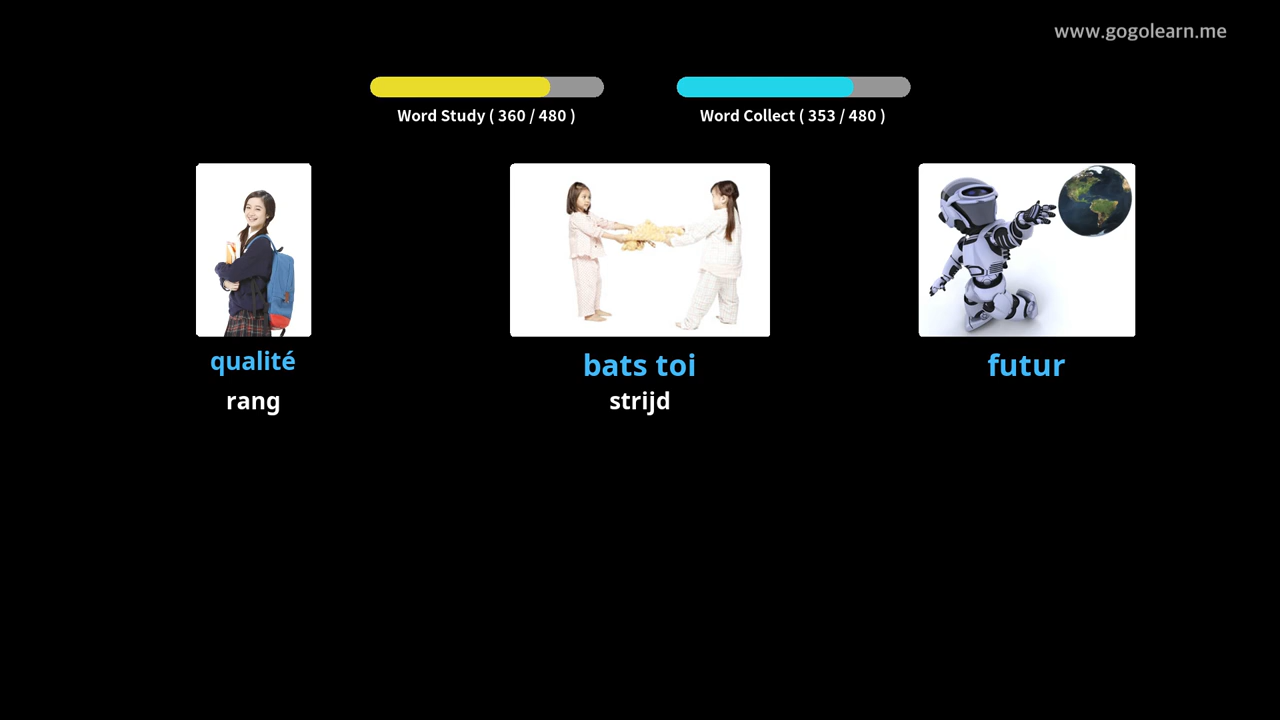 www.gogolearn.me
Word Study ( 360 / 480 )
Word Collect ( 353 / 480 )
qualité
rang
bats toi
strijd
futur